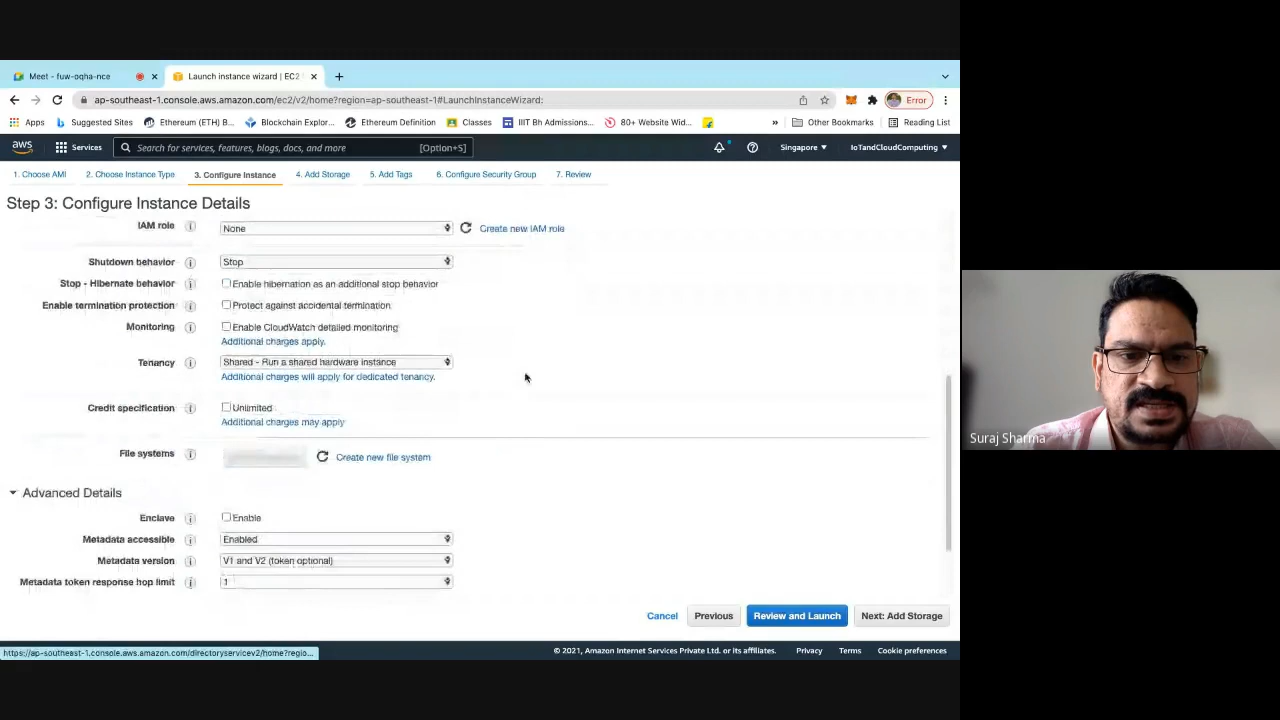 Meet - fuw-oqha-nce
Launch instance wizard | EC2
ap-southeast-1.console.aws.amazon.com/ec2/v2/home?region=ap-southeast-1#LaunchInstanceWizard:
Error
Apps
Suggested Sites
Ethereum (ETH) B...
Blockchain Explor...
Ethereum Definition
Classes
IIIT Bh Admissions...
80+ Website Wid...
»
Other Bookmarks
Reading List
aws
Services
Search for services, features, blogs, docs, and more
[Option+S]
Singapore
IoTandCloudComputing
1. Choose AMI
2. Choose Instance Type
3. Configure Instance
4. Add Storage
5. Add Tags
6. Configure Security Group
7. Review
Step 3: Configure Instance Details
IAM role
None
Create new IAM role
Shutdown behavior
Stop
Stop - Hibernate behavior
Enable hibernation as an additional stop behavior
Enable termination protection
Protect against accidental termination
Monitoring
Enable CloudWatch detailed monitoring
Additional charges apply.
Tenancy
Shared - Run a shared hardware instance
Additional charges will apply for dedicated tenancy.
Credit specification
Unlimited
Additional charges may apply
File systems
Create new file system
Advanced Details
Enclave
Enable
Metadata accessible
Enabled
Metadata version
V1 and V2 (token optional)
Metadata token response hop limit
1
Cancel
Previous
Review and Launch
Next: Add Storage
https://ap-southeast-1.console.aws.amazon.com/directoryservicev2/home?regio...
© 2021, Amazon Internet Services Private Ltd. or its affiliates.
Privacy
Terms
Cookie preferences
Suraj Sharma